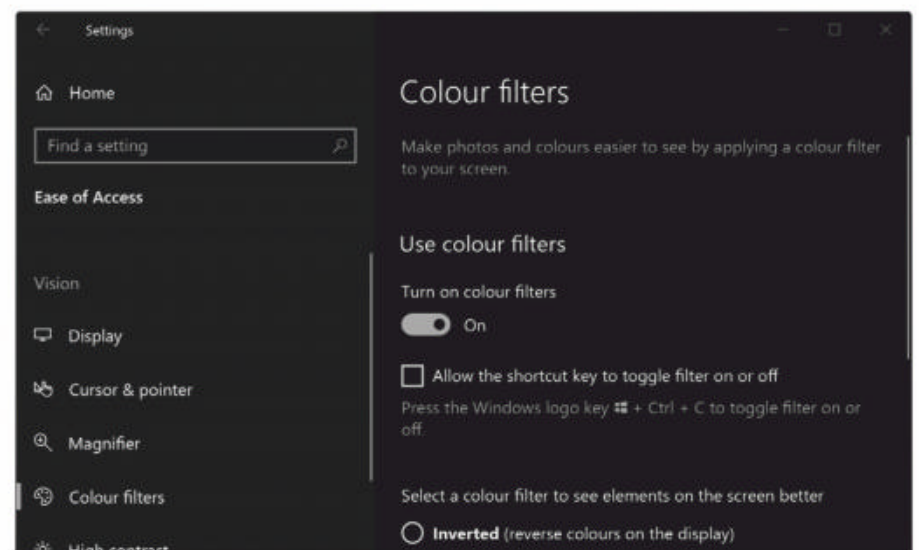 Settings
Home
Find a setting
Ease of Access
Vision
Display
Cursor & pointer
Magnifier
Colour filters
High contrast
Colour filters
Make photos and colours easier to see by applying a colour filter
to your screen.
Use colour filters
Turn on colour filters
On
Allow the shortcut key to toggle filter on or off
Press the Windows logo key + Ctrl + C to toggle filter on or
off.
Select a colour filter to see elements on the screen better
Inverted (reverse colours on the display)